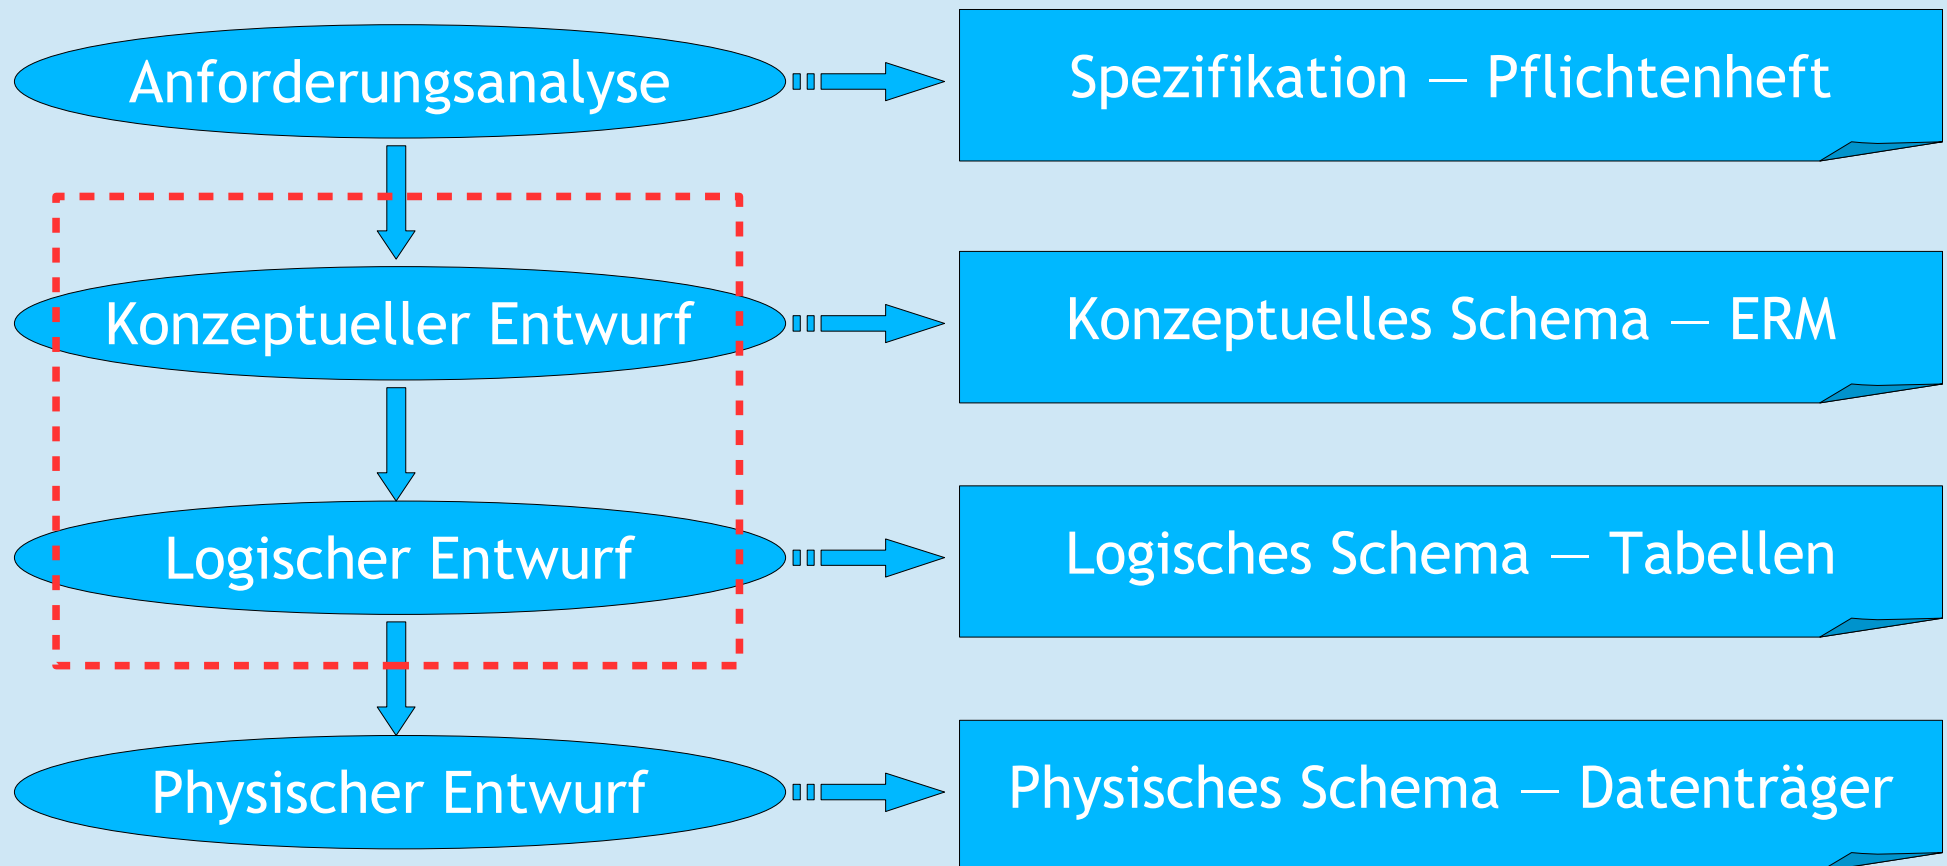 Anforderungsanalyse
Spezifikation — Pflichtenheft
Konzeptueller Entwurf
Konzeptuelles Schema — ERM
Logischer Entwurf
Logisches Schema — Tabellen
Physischer Entwurf
Physisches Schema — Datenträger